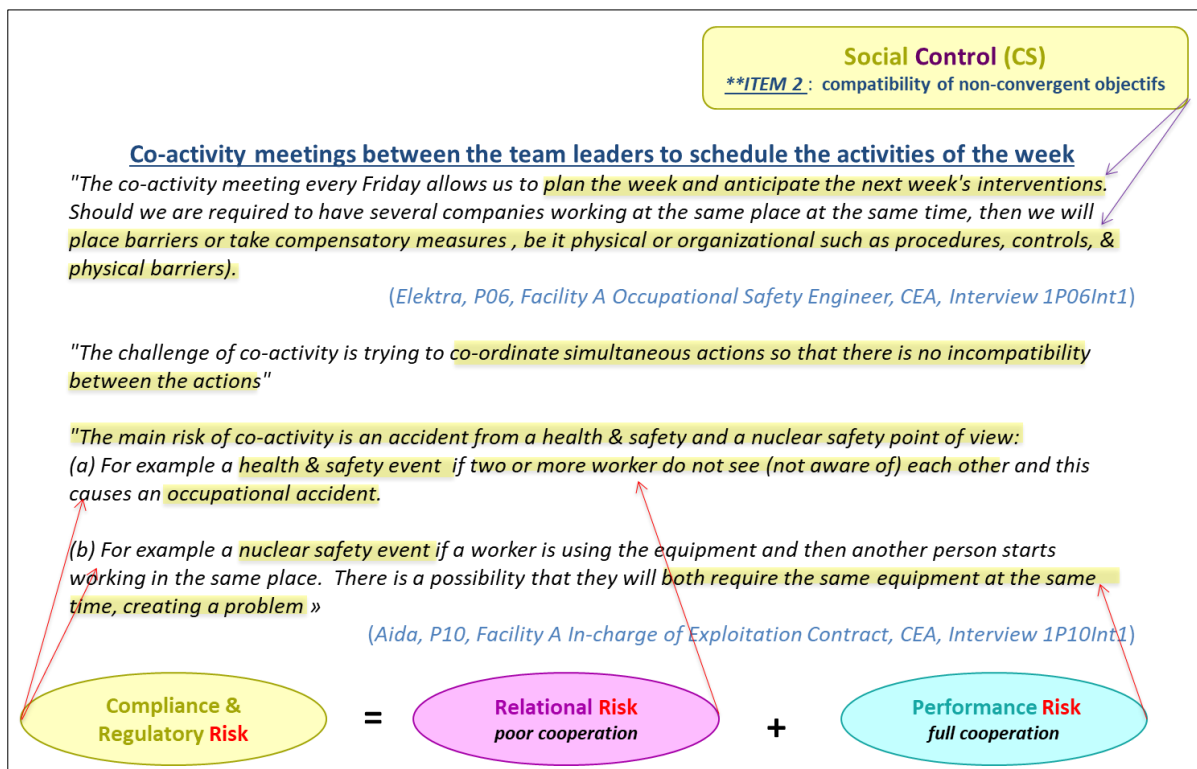 Social Control (CS)
**ITEM 2 : compatibility of non-convergent objectifs
Co-activity meetings between the team leaders to schedule the activities of the week
"The co-activity meeting every Friday allows us to plan the week and anticipate the next week's interventions.
Should we are required to have several companies working at the same place at the same time, then we will
place barriers or take compensatory measures , be it physical or organizational such as procedures, controls, &
physical barriers).
(Elektra, P06, Facility A Occupational Safety Engineer, CEA, Interview 1P06Int1)
"The challenge of co-activity is trying to co-ordinate simultaneous actions so that there is no incompatibility
between the actions"
"The main risk of co-activity is an accident from a health & safety and a nuclear safety point of view:
(a) For example a health & safety event if two or more worker do not see (not aware of) each other and this
causes an occupational accident.
(b) For example a nuclear safety event if a worker is using the equipment and then another person starts
working in the same place. There is a possibility that they will both require the same equipment at the same
time, creating a problem »
(Aida, P10, Facility A In-charge of Exploitation Contract, CEA, Interview 1P10Int1)
Compliance &
Regulatory Risk
=
Relational Risk
poor cooperation
+
Performance Risk
full cooperation